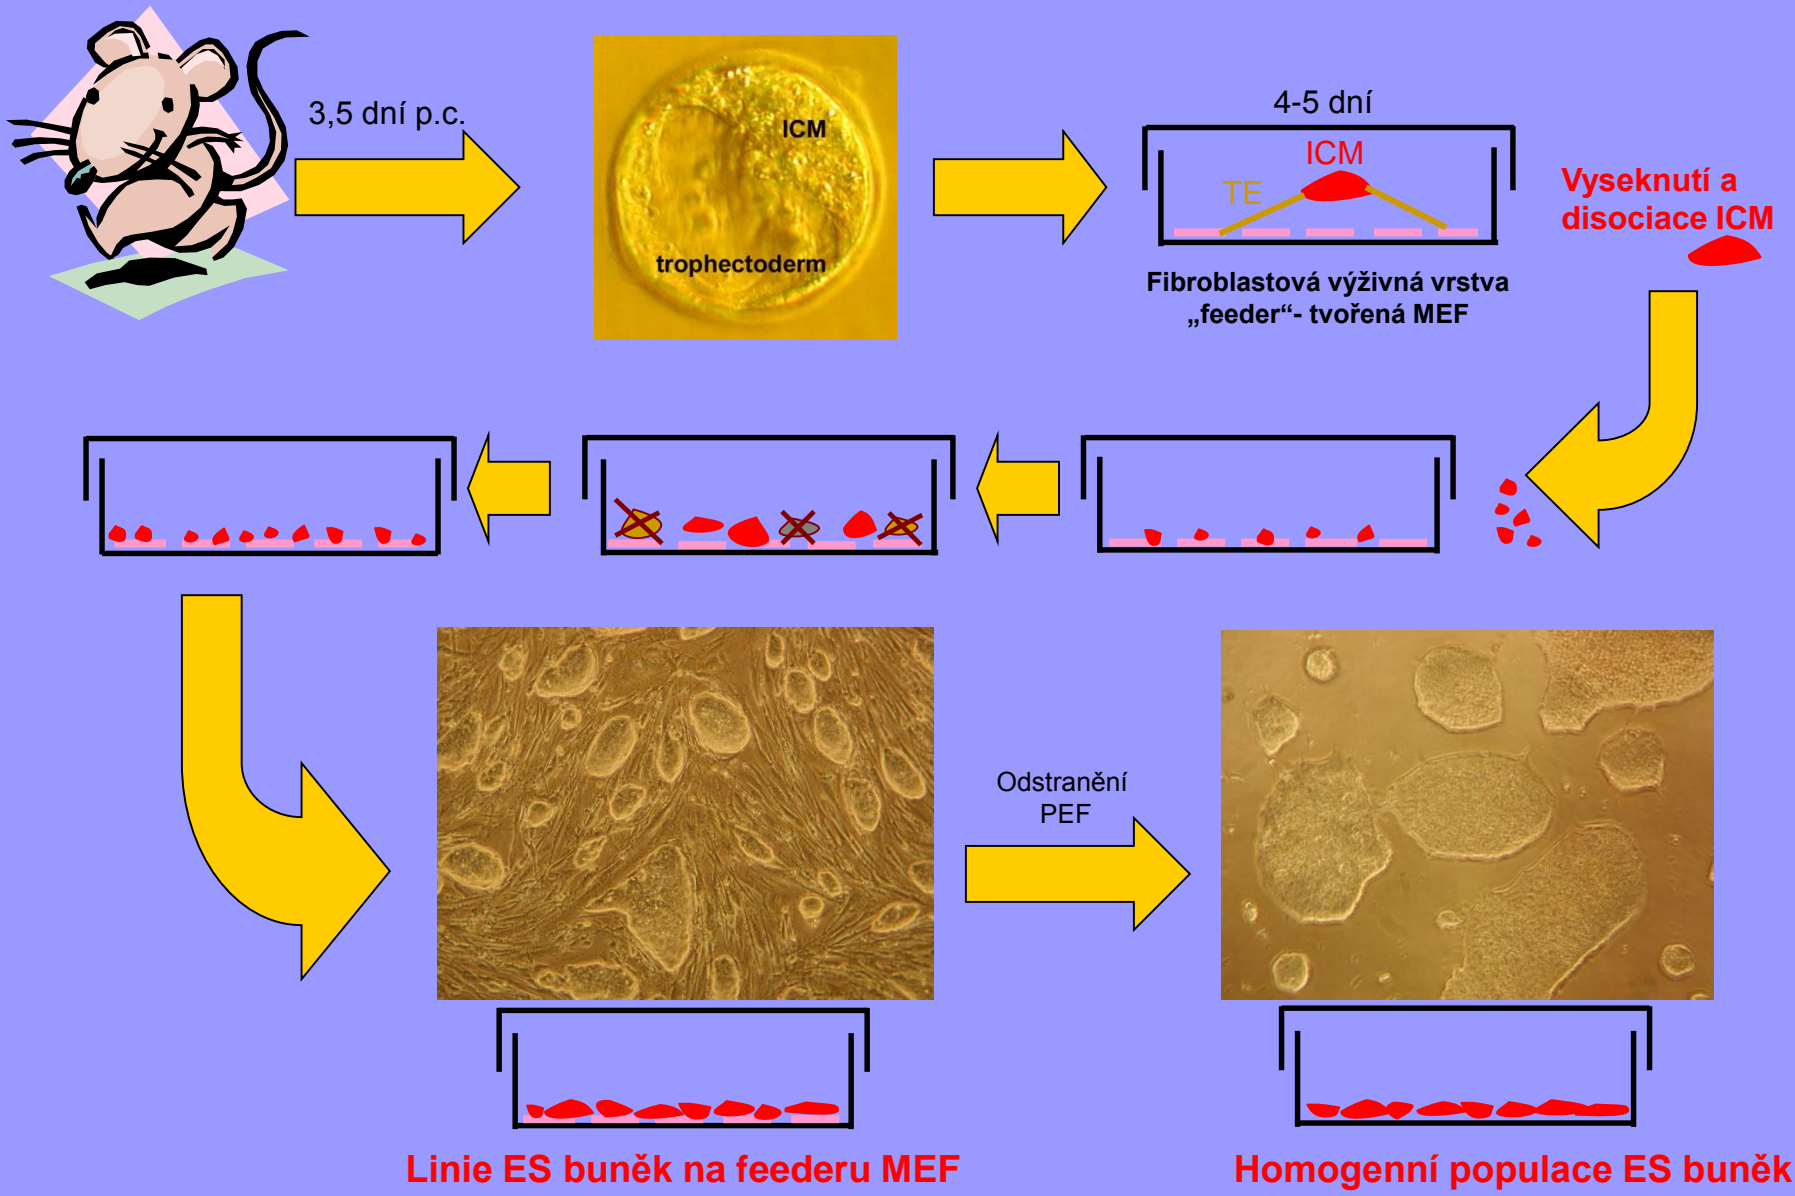 3,5 dní p.c.
ICM
trophectoderm
4-5 dní
ICM
TE
Fibroblastová výživná vrstva
„feeder“- tvořená MEF
Vyseknutí a
disociace ICM
Odstranění
PEF
Linie ES buněk na feederu MEF
Homogenní populace ES buněk